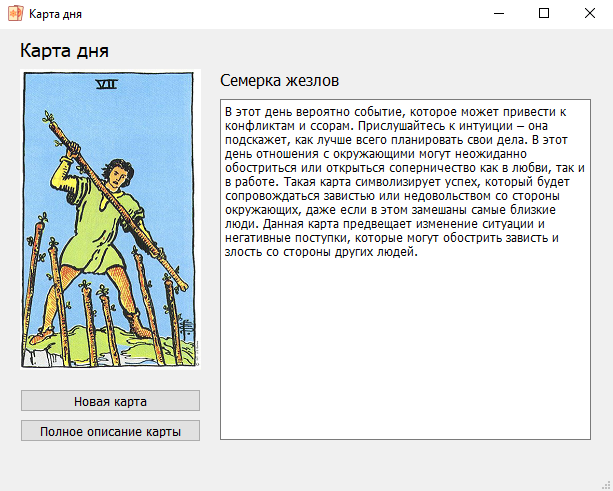 Карта дня
Карта дня
VII
Семерка жезлов
В этот день вероятно событие, которое может привести к
конфликтам и ссорам. Прислушайтесь к интуиции – она
подскажет, как лучше всего планировать свои дела. В этот
день отношения с окружающими могут неожиданно
обостриться или открыться соперничество как в любви, так и
в работе. Такая карта символизирует успех, который будет
сопровождаться завистью или недовольством со стороны
окружающих, даже если в этом замешаны самые близкие
люди. Данная карта предвещает изменение ситуации и
негативные поступки, которые могут обострить зависть и
злость со стороны других людей.
Новая карта
Полное описание карты